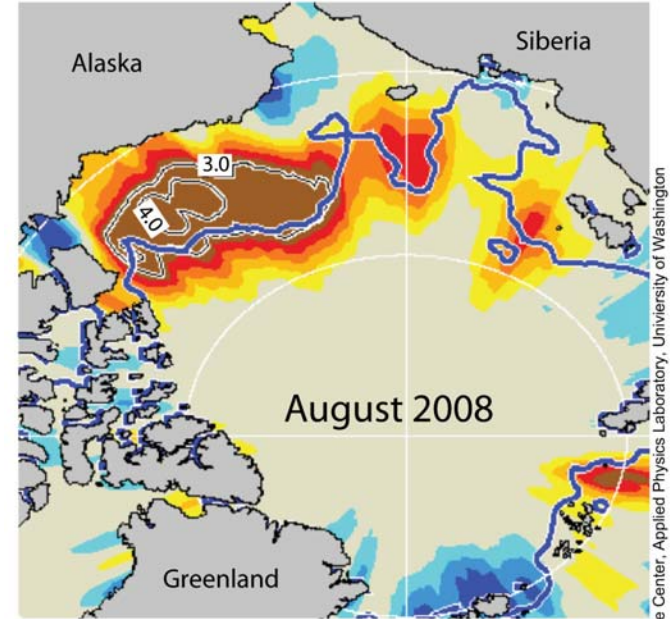 Alaska
Siberia
3.0
4.0
August 2008
Greenland
Center, Applied Physics Laboratory, Univiersity of Washington